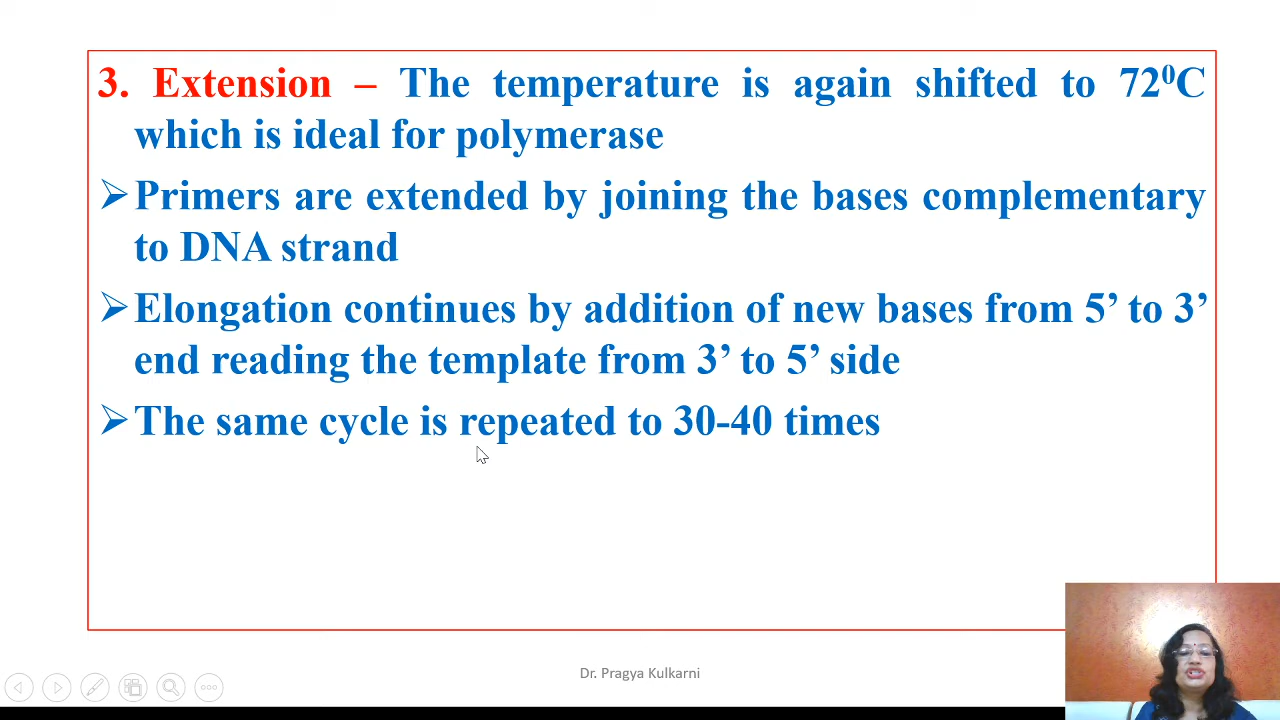 3. Extension – The temperature is again shifted to 72⁰C
which is ideal for polymerase
➢Primers are extended by joining the bases complementary
to DNA strand
➢Elongation continues by addition of new bases from 5’ to 3’
end reading the template from 3’ to 5’ side
➢The same cycle is repeated to 30-40 times
Dr. Pragya Kulkarni